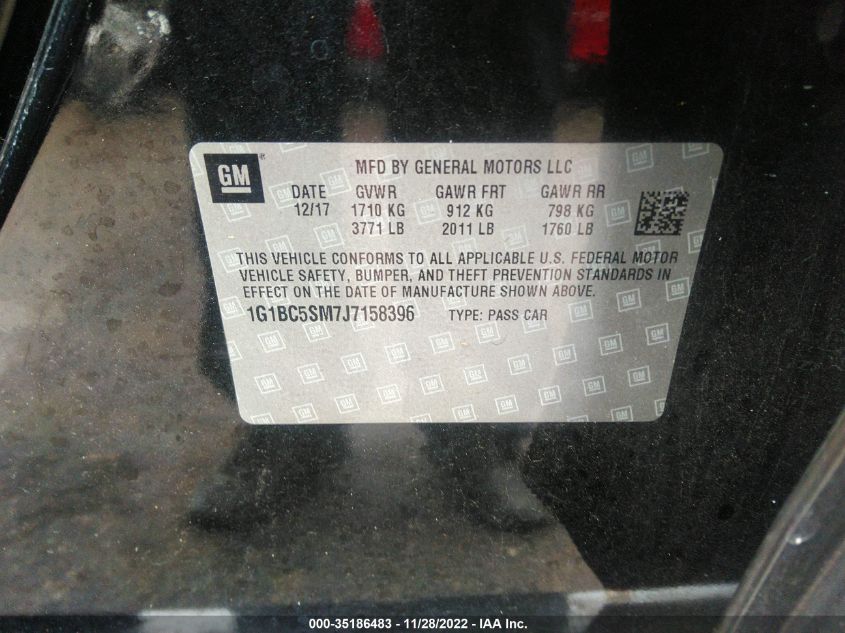 GM ® MFD BY GENERAL MOTORS LLC
DATE GVWR GAWR FRT GAWR RR
12/17 1710 KG 912 KG 798 KG
3771 LB 2011 LB 1760 LB
THIS VEHICLE CONFORMS TO ALL APPLICABLE U.S. FEDERAL MOTOR
VEHICLE SAFETY, BUMPER, AND THEFT PREVENTION STANDARDS IN
EFFECT ON THE DATE OF MANUFACTURE SHOWN ABOVE.
1G1BC5SM7J7158396 TYPE: PASS CAR
000-35186483 - 11/28/2022 - IAA Inc.